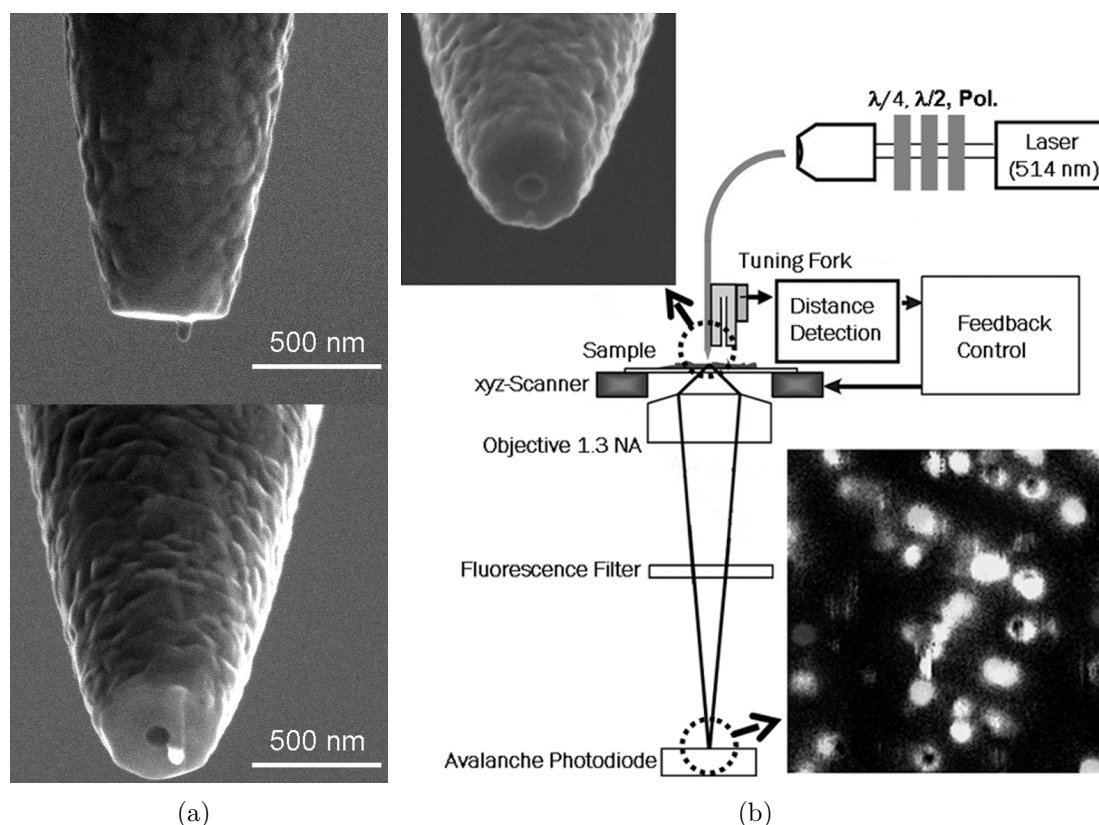 500 nm
500 nm
(a)
λ/4, λ/2, Pol.
Laser
(514 nm)
Tuning Fork
Distance
Detection
Feedback
Control
Sample
xyz-Scanner
Objective 1.3 NA
Fluorescence Filter
Avalanche Photodiode
(b)